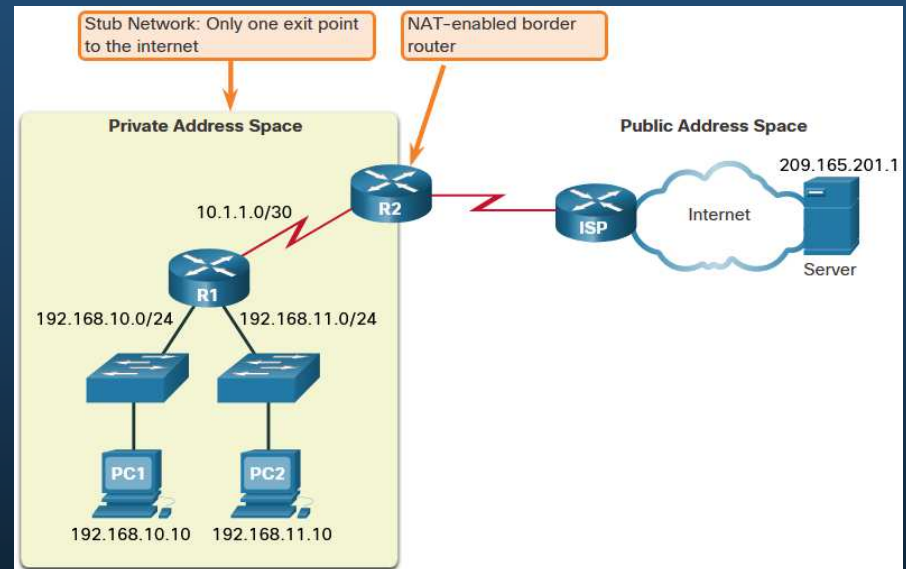 Stub Network: Only one exit point
to the internet
NAT-enabled border
router
Private Address Space
Public Address Space
209.165.201.1
10.1.1.0/30
R2
ISP
Internet
Server
R1
192.168.10.0/24
192.168.11.0/24
PC1
PC2
192.168.10.10
192.168.11.10